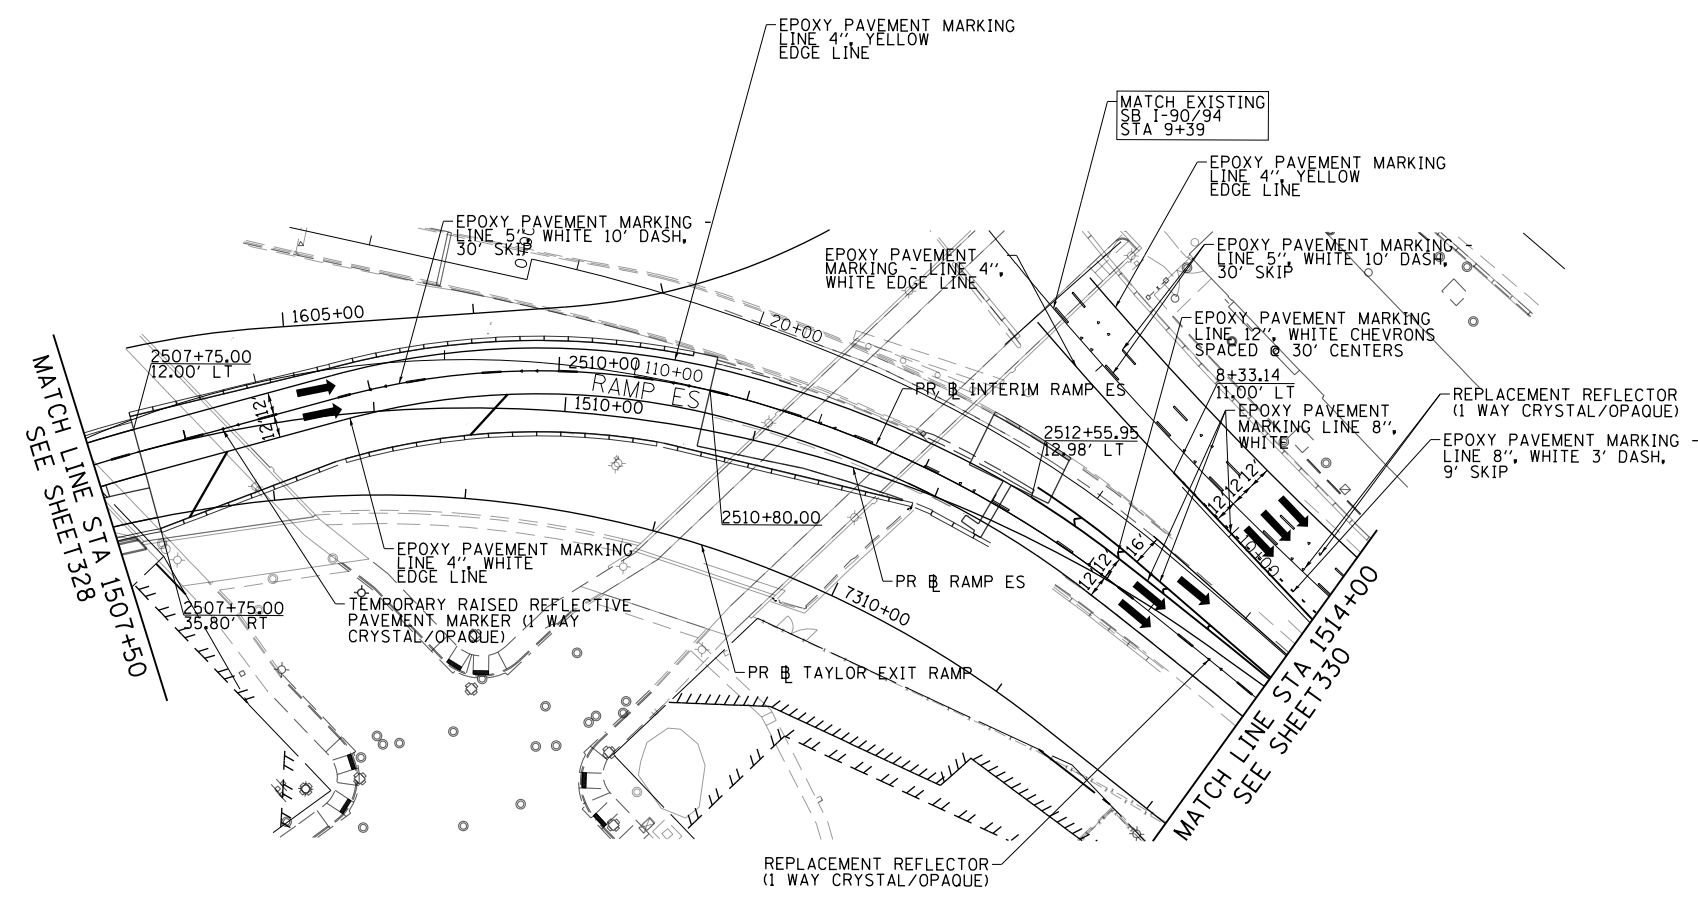 EPOXY PAVEMENT MARKING
LINE 4", YELLOW
EDGE LINE
MATCH EXISTING
SB I-90/94
STA 9+39
EPOXY PAVEMENT MARKING
LINE 4", YELLOW
EDGE LINE
EPOXY PAVEMENT MARKING -
LINE 5", WHITE 10' DASH,
30' SKIP
EPOXY PAVEMENT
MARKING - LINE 4",
WHITE EDGE LINE
EPOXY PAVEMENT MARKING -
LINE 5", WHITE 10' DASH,
30' SKIP
1605+00
20+00
EPOXY PAVEMENT MARKING
LINE 12", WHITE CHEVRONS
SPACED @ 30' CENTERS
2507+75.00
12.00' LT
2510+00
110+00
RAMP ES
1510+00
PR BL INTERIM RAMP ES
8+33.14
11.00' LT
REPLACEMENT REFLECTOR
(1 WAY CRYSTAL/OPAQUE)
EPOXY PAVEMENT
MARKING LINE 8",
WHITE
12'
12'
2512+55.95
12.98' LT
EPOXY PAVEMENT MARKING -
LINE 8", WHITE 3' DASH,
9' SKIP
12'
12'
12'
10+00
MATCH LINE STA 1507+50
SEE SHEET 328
2510+80.00
EPOXY PAVEMENT MARKING
LINE 4", WHITE
EDGE LINE
PR BL RAMP ES
12'
12'
16'
2507+75.00
35.80' RT
TEMPORARY RAISED REFLECTIVE
PAVEMENT MARKER (1 WAY
CRYSTAL/OPAQUE)
7310+00
PR BL TAYLOR EXIT RAMP
MATCH LINE STA 1514+00
SEE SHEET 330
REPLACEMENT REFLECTOR
(1 WAY CRYSTAL/OPAQUE)